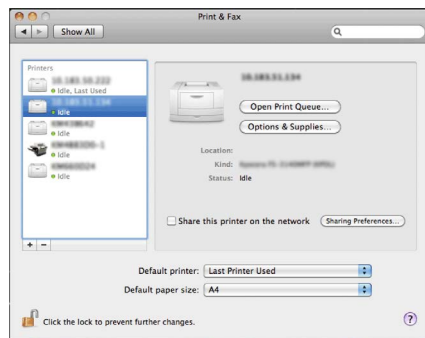 Print & Fax
Show All
Printers
Idle, Last Used
Idle
Idle
Idle
Idle
Open Print Queue...
Options & Supplies...
Location:
Kind:
Status: Idle
Share this printer on the network
Sharing Preferences...
+ −
Default printer: Last Printer Used
Default paper size: A4
Click the lock to prevent further changes.
?